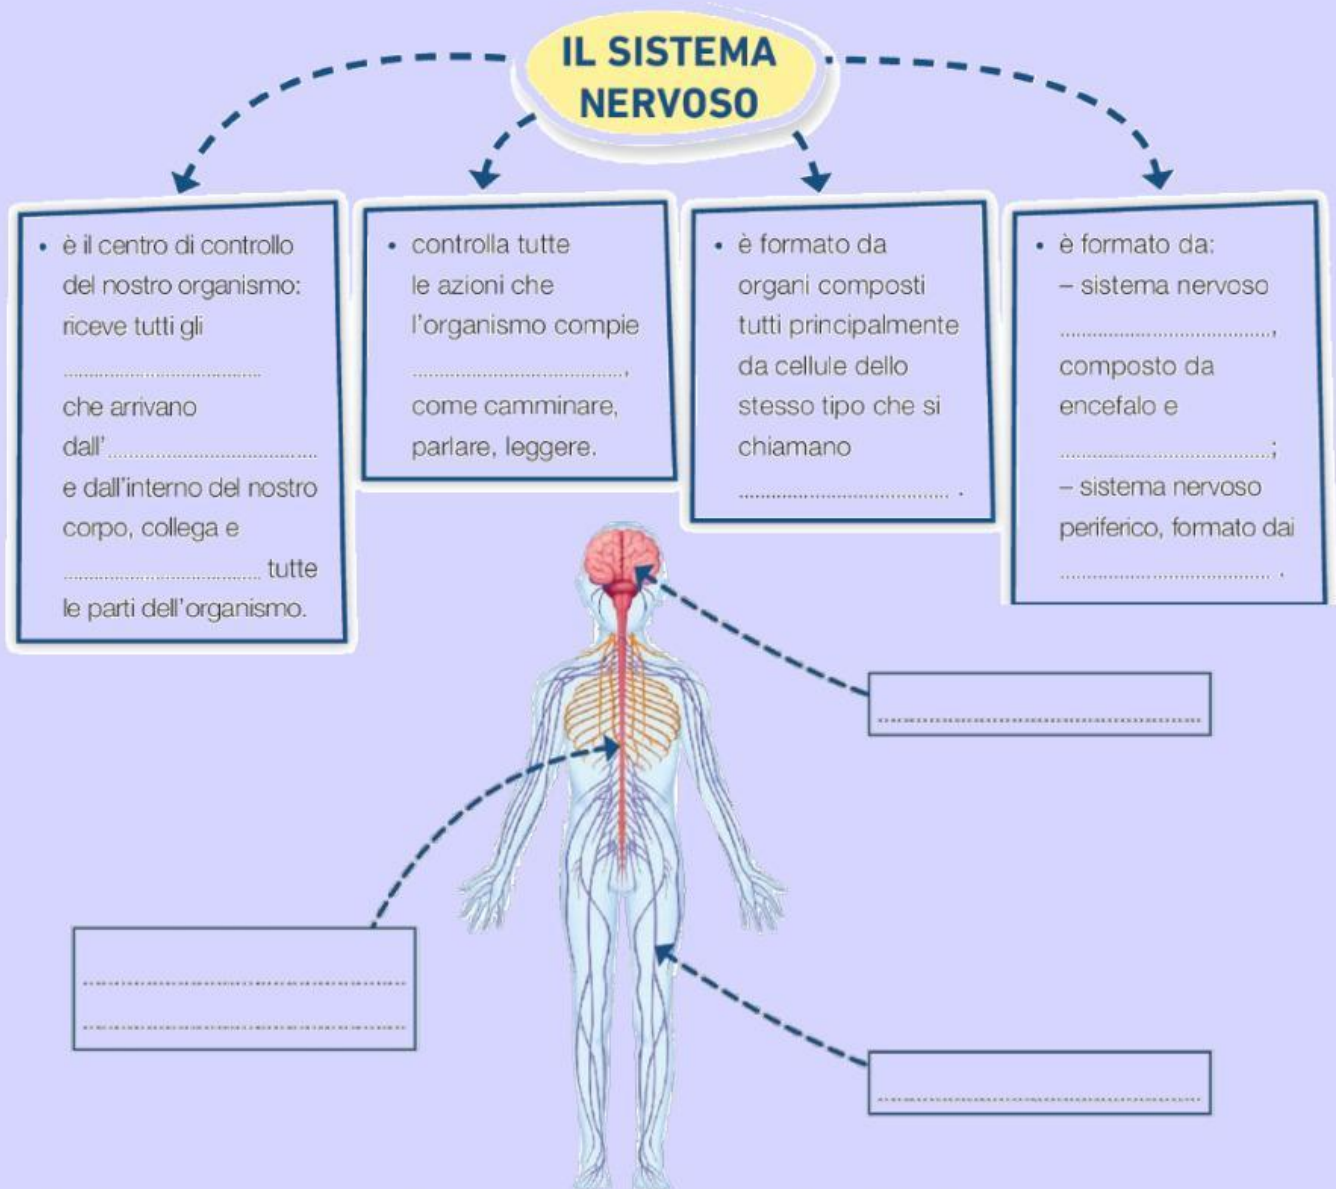 IL SISTEMA
NERVOSO
• è il centro di controllo
del nostro organismo:
riceve tutti gli
..................................
che arrivano
dall'....................................
e dall'interno del nostro
corpo, collega e
.................................. tutte
le parti dell'organismo.
• controlla tutte
le azioni che
l'organismo compie
....................................,
come camminare,
parlare, leggere.
• è formato da
organi composti
tutti principalmente
da cellule dello
stesso tipo che si
chiamano
.................................... .
• è formato da:
– sistema nervoso
....................................,
composto da
encefalo e
....................................;
– sistema nervoso
periferico, formato dai
.................................... .